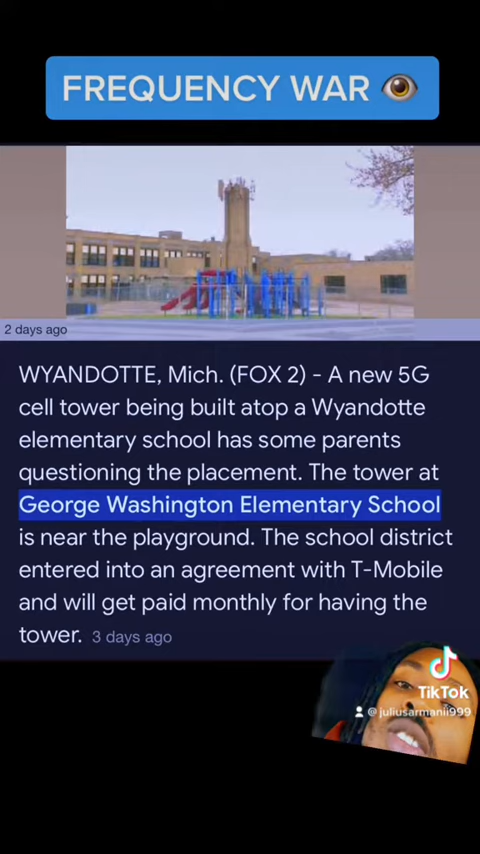 FREQUENCY WAR 👁️
2 days ago
WYANDOTTE, Mich. (FOX 2) - A new 5G
cell tower being built atop a Wyandotte
elementary school has some parents
questioning the placement. The tower at
George Washington Elementary School
is near the playground. The school district
entered into an agreement with T-Mobile
and will get paid monthly for having the
tower. 3 days ago
TikTok
@juliusarmanii999